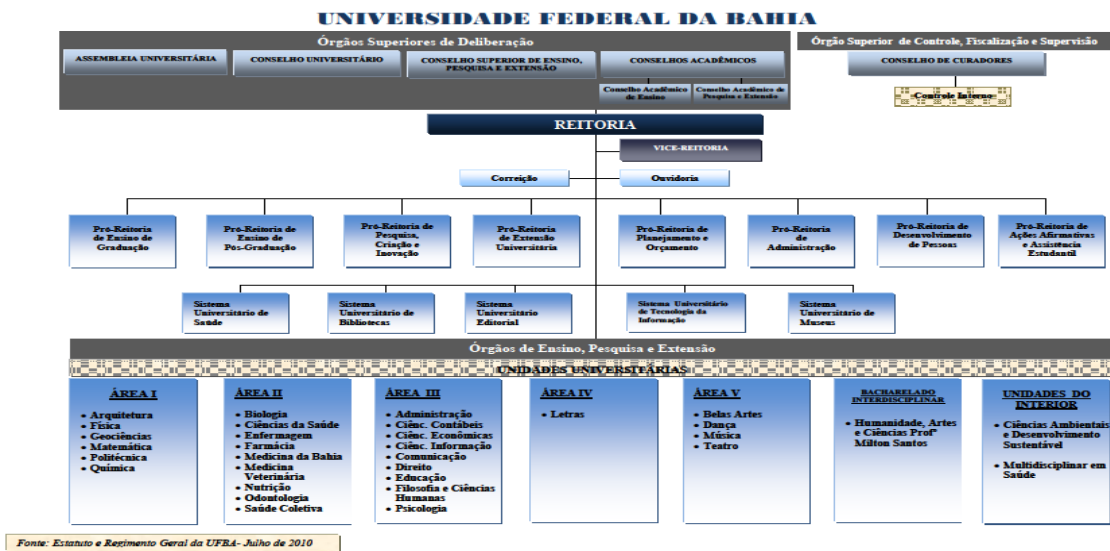 UNIVERSIDADE FEDERAL DA BAHIA
Órgãos Superiores de Deliberação
ASSEMBLEIA UNIVERSITÁRIA
CONSELHO UNIVERSITÁRIO
CONSELHO SUPERIOR DE ENSINO,
PESQUISA E EXTENSÃO
CONSELHOS ACADÊMICOS
Conselho Acadêmico
de Ensino
Conselho Acadêmico de
Pesquisa e Extensão
Órgão Superior de Controle, Fiscalização e Supervisão
CONSELHO DE CURADORES
Controle Interno
REITORIA
VICE-REITORIA
Correição
Ouvidoria
Pró-Reitoria
de Ensino de
Graduação
Pró-Reitoria de
Ensino de
Pós-Graduação
Pró-Reitoria de
Pesquisa,
Criação e
Inovação
Pró-Reitoria
de Extensão
Universitária
Pró-Reitoria de
Planejamento e
Orçamento
Pró-Reitoria
de
Administração
Pró-Reitoria de
Desenvolvimento
de Pessoas
Pró-Reitoria de
Ações Afirmativas
e Assistência
Estudantil
Sistema
Universitário de
Saúde
Sistema
Universitário de
Bibliotecas
Sistema
Universitário
Editorial
Sistema Universitário
de Tecnologia da
Informação
Sistema
Universitário de
Museus
Órgãos de Ensino, Pesquisa e Extensão
UNIDADES UNIVERSITÁRIAS
ÁREA I
• Arquitetura
• Física
• Geociências
• Matemática
• Politécnica
• Química
ÁREA II
• Biologia
• Ciências da Saúde
• Enfermagem
• Farmácia
• Medicina da Bahia
• Medicina
Veterinária
• Nutrição
• Odontologia
• Saúde Coletiva
ÁREA III
• Administração
• Ciênc. Contábeis
• Ciênc. Econômicas
• Ciênc. Informação
• Comunicação
• Direito
• Educação
• Filosofia e Ciências
Humanas
• Psicologia
ÁREA IV
• Letras
ÁREA V
• Belas Artes
• Dança
• Música
• Teatro
BACHARELADO
INTERDISCIPLINAR
• Humanidade, Artes
e Ciências Profº
Milton Santos
UNIDADES DO
INTERIOR
• Ciências Ambientais
e Desenvolvimento
Sustentável
• Multidisciplinar em
Saúde
Fonte: Estatuto e Regimento Geral da UFBA- Julho de 2010